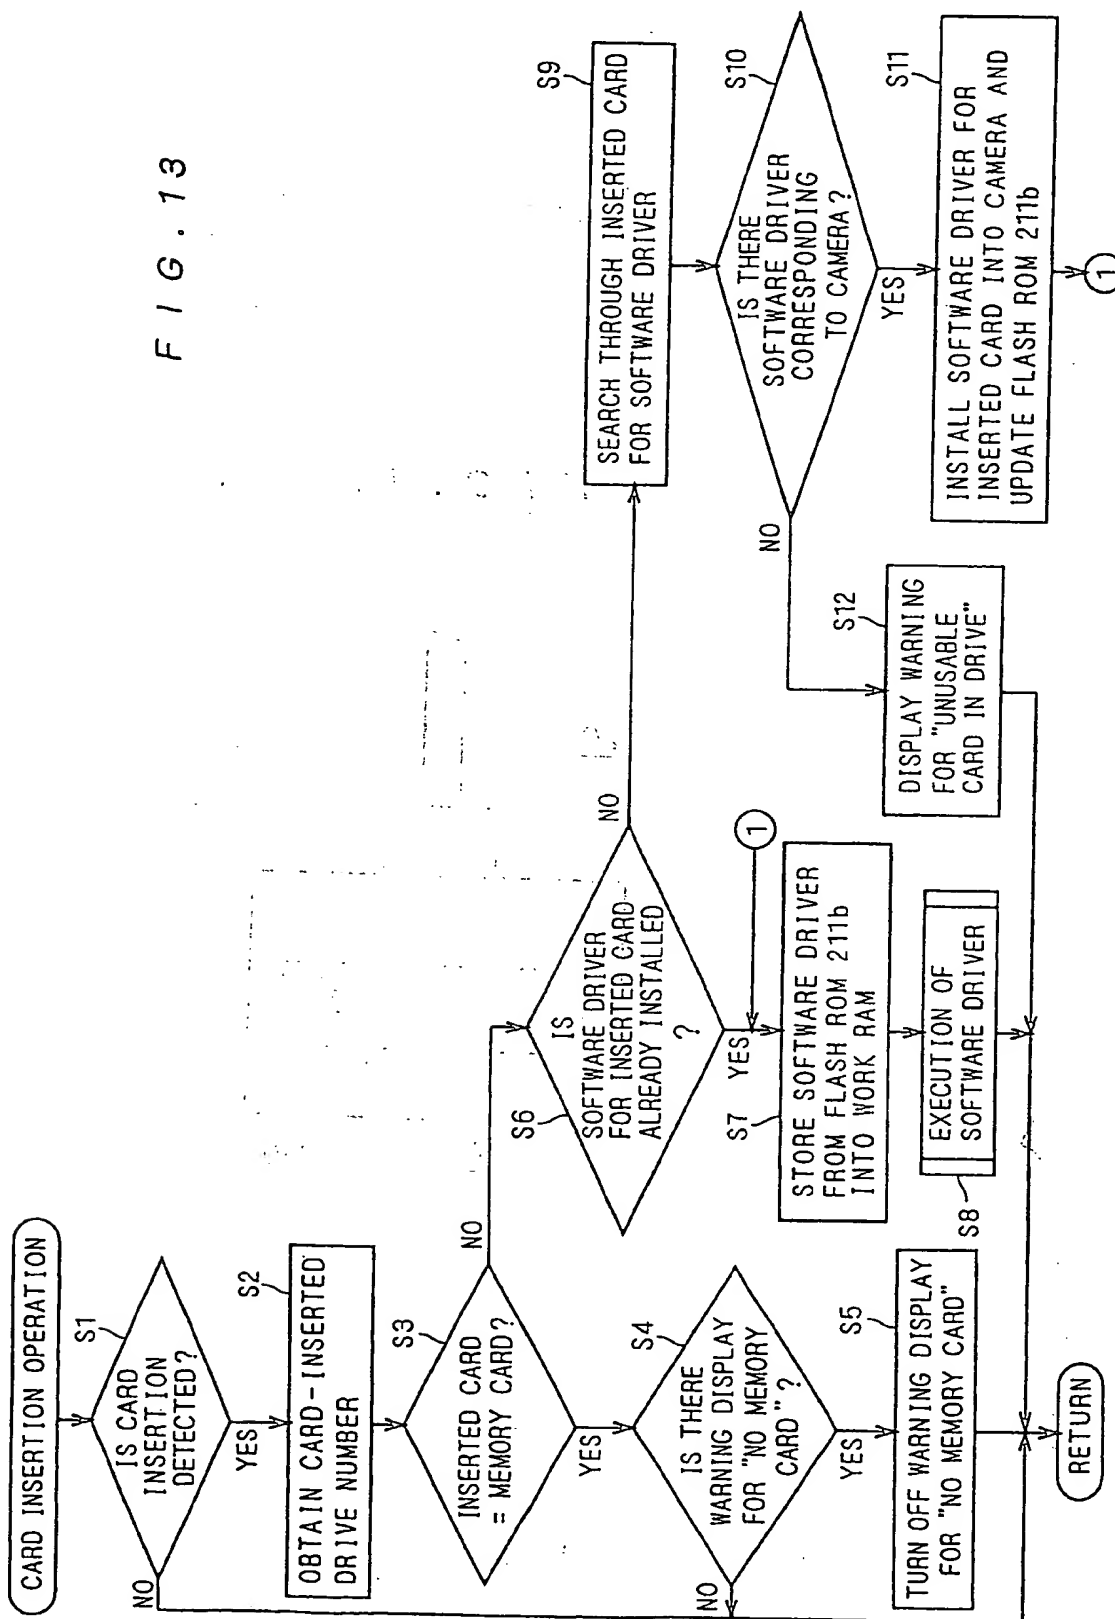 FIG.13
CARD INSERTION OPERATION
S1
IS CARD
INSERTION
DETECTED?
NO
YES
S2
OBTAIN CARD-INSERTED
DRIVE NUMBER
S3
INSERTED CARD
= MEMORY CARD?
NO
YES
S4
IS THERE
WARNING DISPLAY
FOR "NO MEMORY
CARD"?
NO
YES
S5
TURN OFF WARNING DISPLAY
FOR "NO MEMORY CARD"
RETURN
S6
IS
SOFTWARE DRIVER
FOR INSERTED CARD
ALREADY INSTALLED
?
NO
YES
1
S7
STORE SOFTWARE DRIVER
FROM FLASH ROM 211b
INTO WORK RAM
S8
EXECUTION OF
SOFTWARE DRIVER
S9
SEARCH THROUGH INSERTED CARD
FOR SOFTWARE DRIVER
S10
IS THERE
SOFTWARE DRIVER
CORRESPONDING
TO CAMERA?
NO
YES
S11
INSTALL SOFTWARE DRIVER FOR
INSERTED CARD INTO CAMERA AND
UPDATE FLASH ROM 211b
1
S12
DISPLAY WARNING
FOR "UNUSABLE
CARD IN DRIVE"